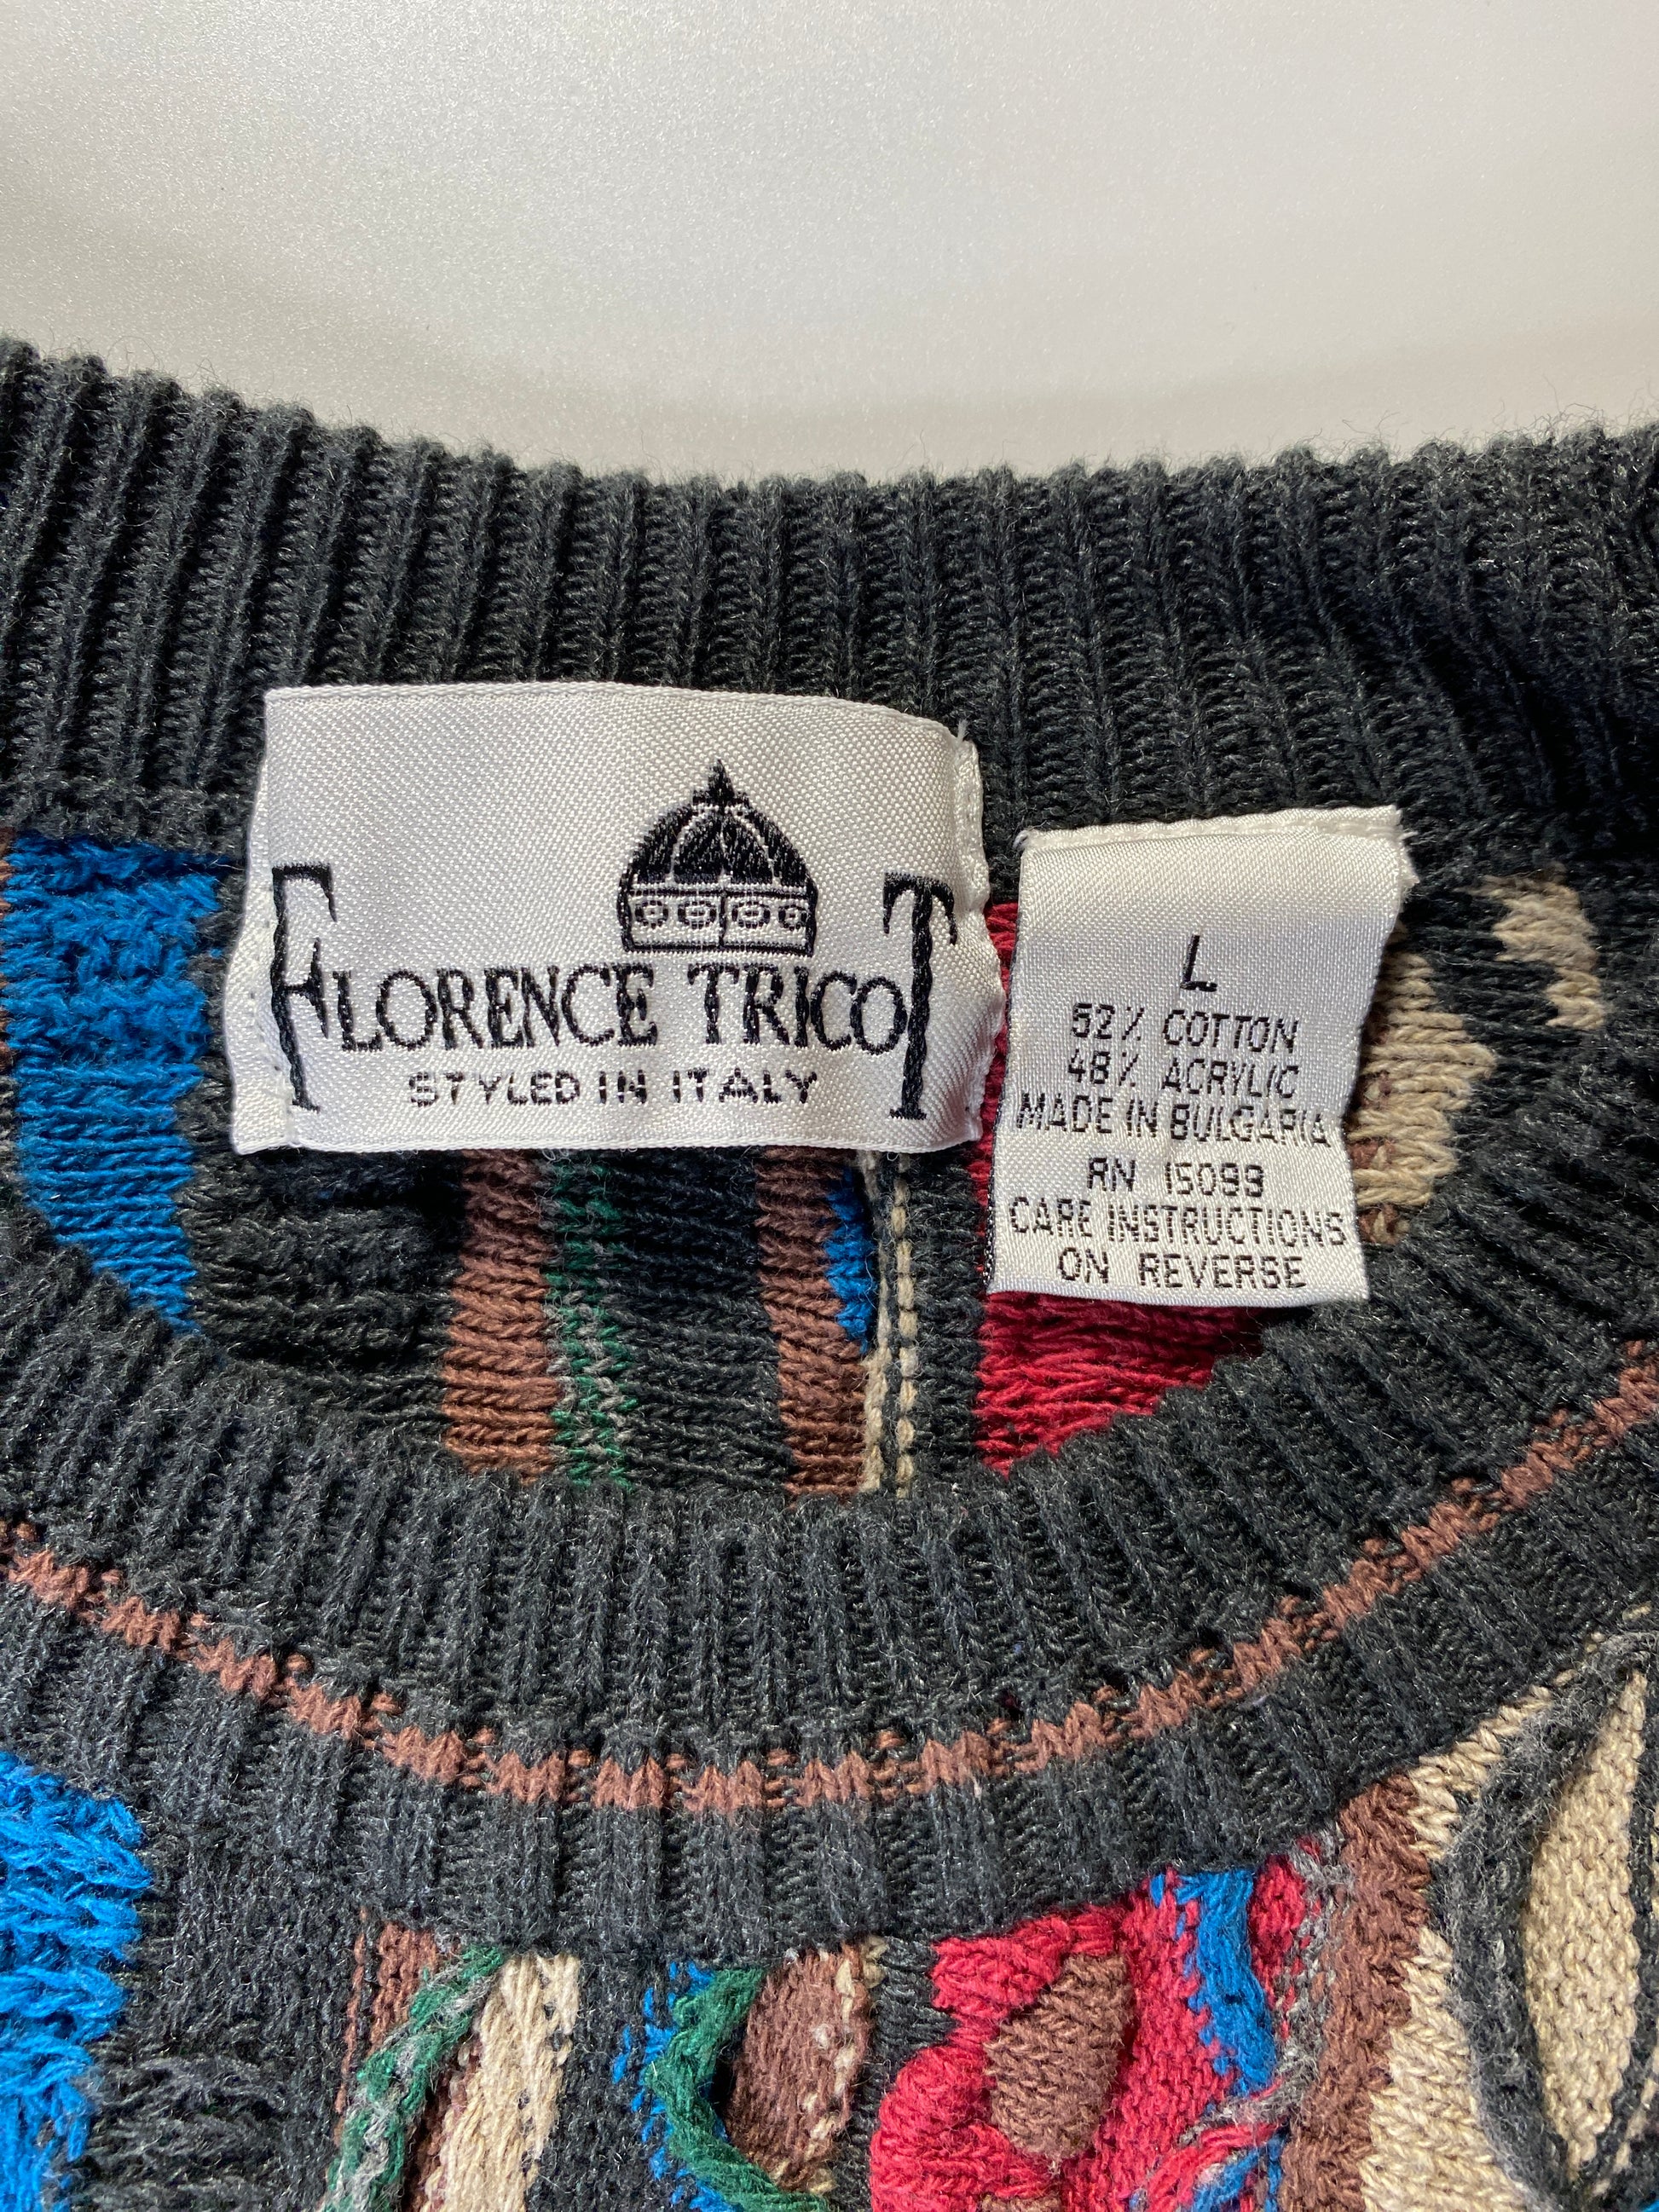 FLORENCE TRICOT
STYLED IN ITALY
L
52% COTTON
48% ACRYLIC
MADE IN BULGARIA
RN 15099
CARE INSTRUCTIONS
ON REVERSE